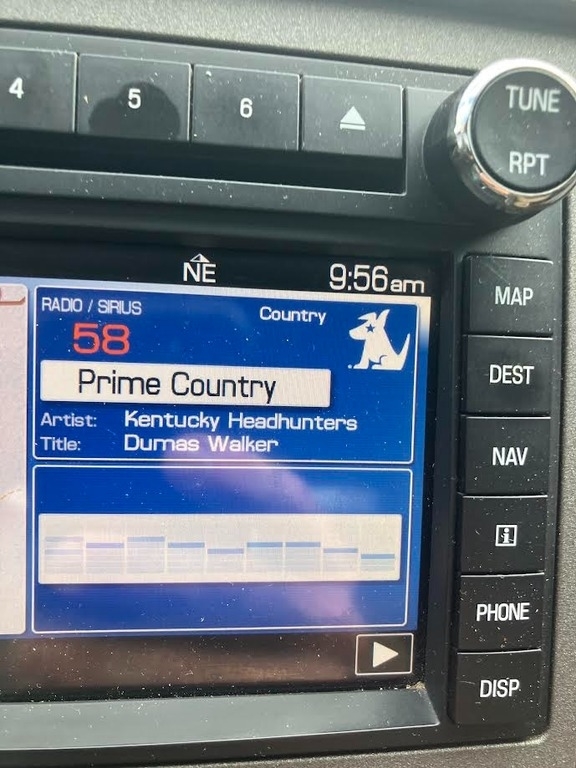 4
5
6
TUNE
RPT
NE
9:56am
MAP
RADIO / SIRIUS
Country
58
Prime Country
DEST
Artist: Kentucky Headhunters
Title: Dumas Walker
NAV
i
PHONE
DISP